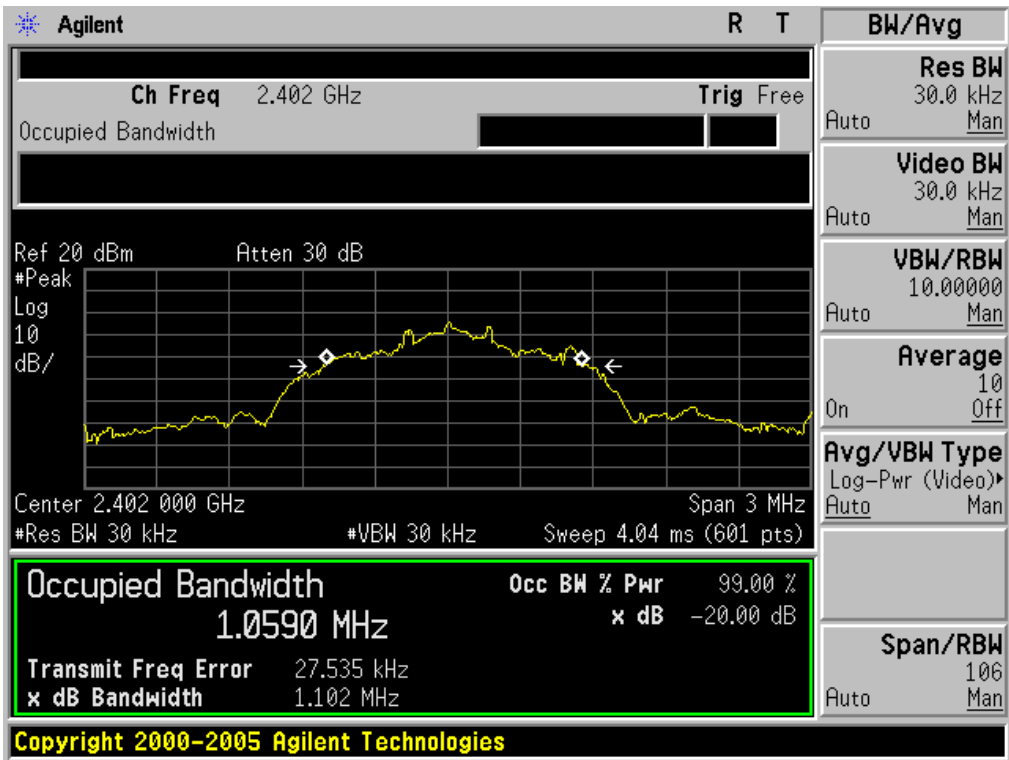 Agilent R T
Ch Freq 2.402 GHz Trig Free
Occupied Bandwidth
Ref 20 dBm Atten 30 dB
#Peak
Log
10
dB/
Center 2.402 000 GHz Span 3 MHz
#Res BW 30 kHz #VBW 30 kHz Sweep 4.04 ms (601 pts)
Occupied Bandwidth
1.0590 MHz
Occ BW % Pwr 99.00 %
x dB -20.00 dB
Transmit Freq Error 27.535 kHz
x dB Bandwidth 1.102 MHz
Copyright 2000-2005 Agilent Technologies
BW/Avg
Res BW
30.0 kHz
Auto Man
Video BW
30.0 kHz
Auto Man
VBW/RBW
10.00000
Auto Man
Average
10
On Off
Avg/VBW Type
Log-Pwr (Video)▸
Auto Man
Span/RBW
106
Auto Man